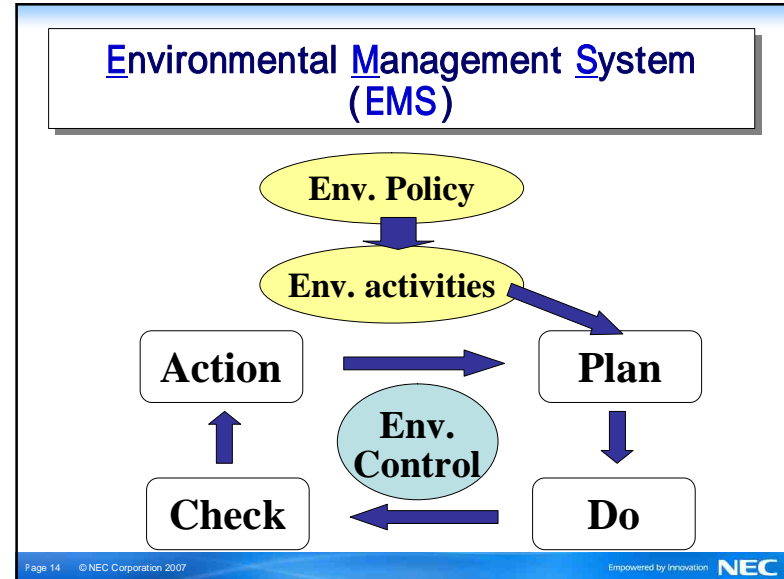 Environmental Management System
(EMS)
Env. Policy
Env. activities
Action
Plan
Env.
Control
Check
Do
Page 14 © NEC Corporation 2007
Empowered by Innovation NEC